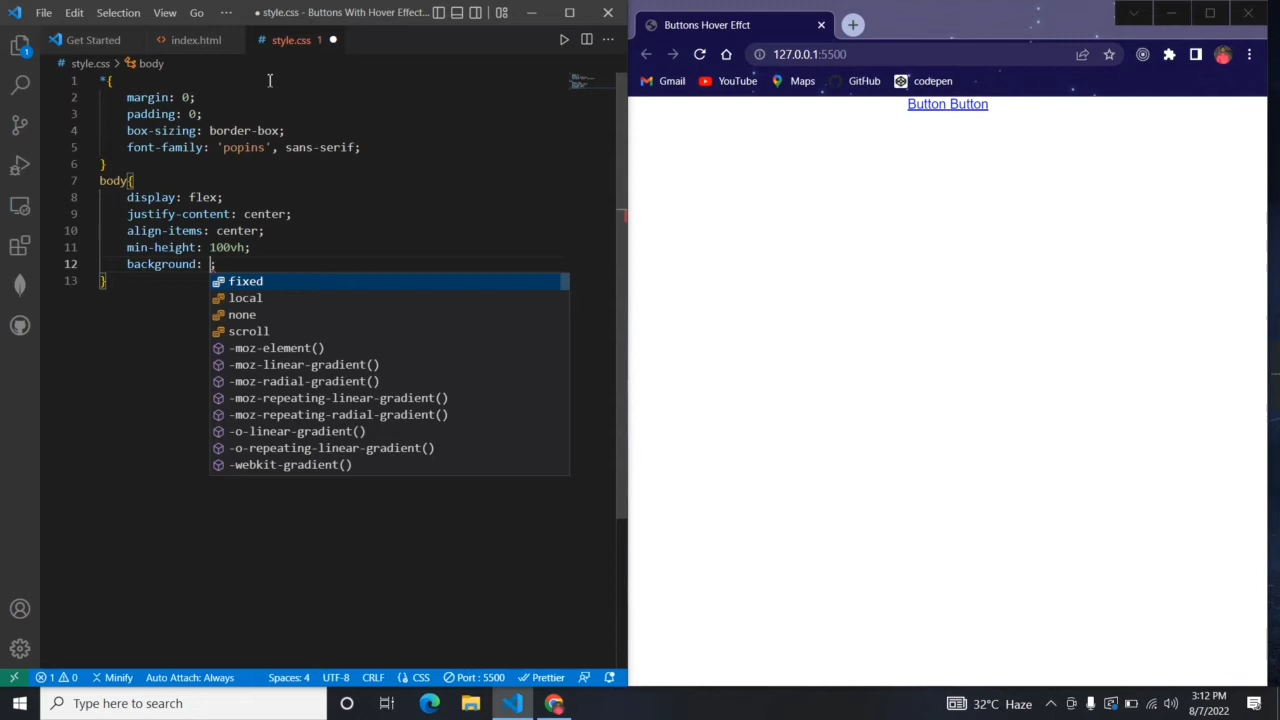 File Edit Selection View Go ··· ● style.css - Buttons With Hover Effect...
Get Started index.html style.css 1 ●
style.css > body
1 *{
2 margin: 0;
3 padding: 0;
4 box-sizing: border-box;
5 font-family: 'popins', sans-serif;
6 }
7 body{
8 display: flex;
9 justify-content: center;
10 align-items: center;
11 min-height: 100vh;
12 background: ;
13 }
fixed
local
none
scroll
-moz-element()
-moz-linear-gradient()
-moz-radial-gradient()
-moz-repeating-linear-gradient()
-moz-repeating-radial-gradient()
-o-linear-gradient()
-o-repeating-linear-gradient()
-webkit-gradient()
1
1 0 Minify Auto Attach: Always Spaces: 4 UTF-8 CRLF CSS Port : 5500 Prettier
Buttons Hover Effct
127.0.0.1:5500
Gmail YouTube Maps GitHub codepen
Button Button
Type here to search
32°C Haze
3:12 PM
8/7/2022